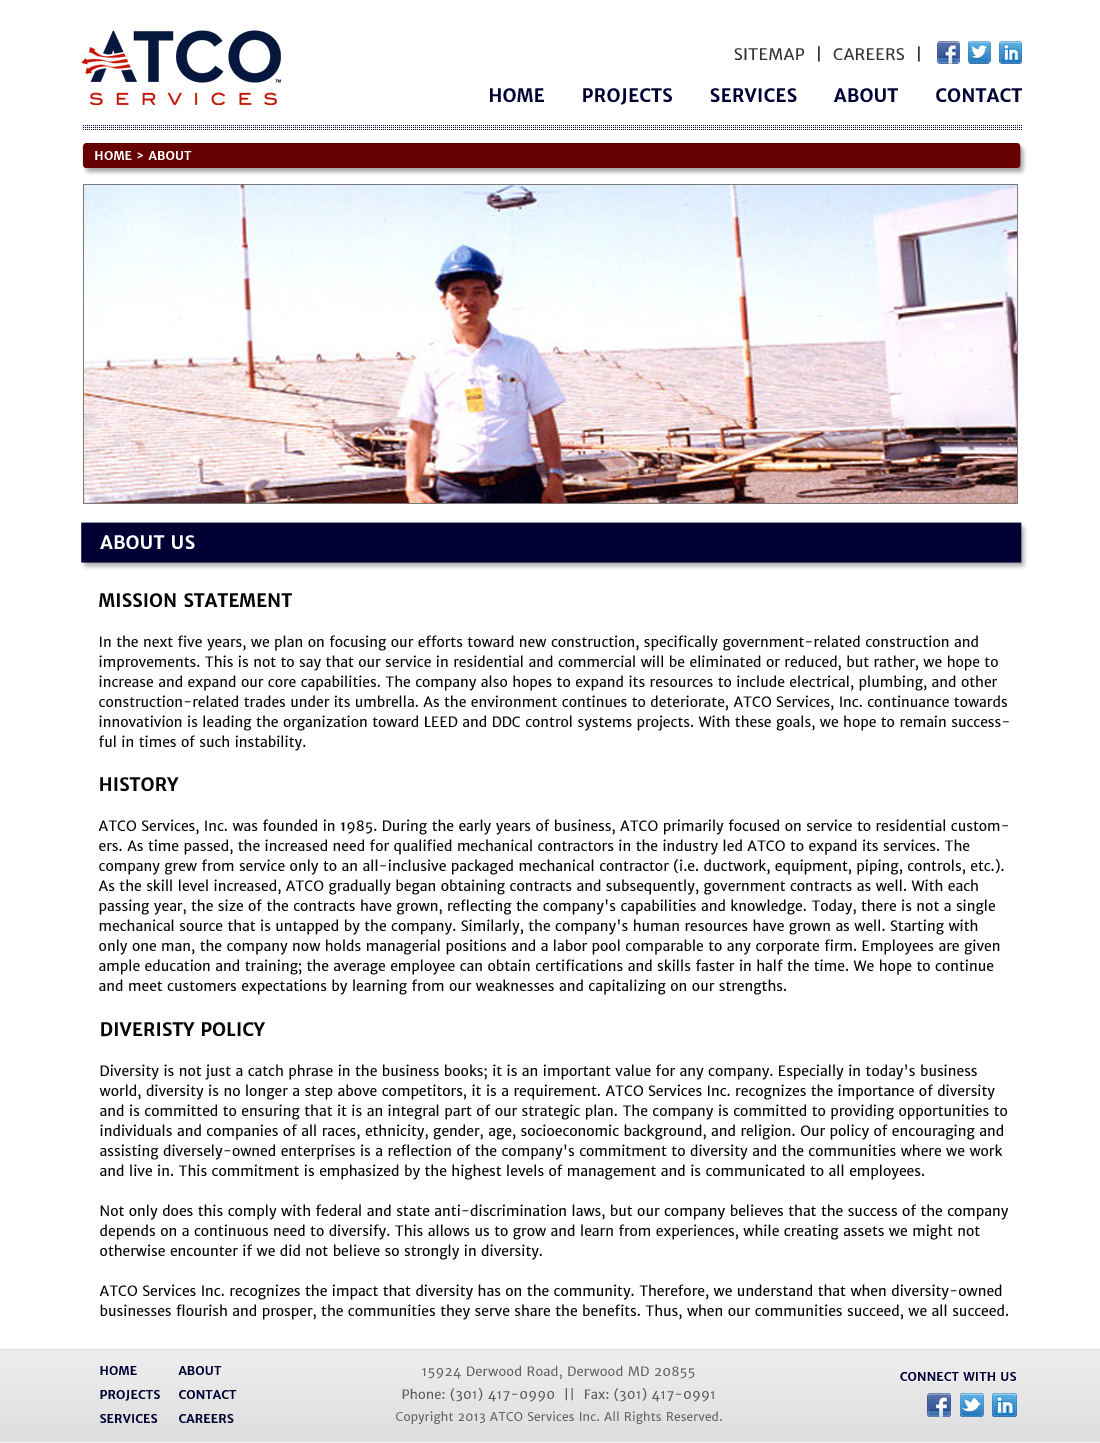 ATCO
SERVICES
SITEMAP | CAREERS |
HOME PROJECTS SERVICES ABOUT CONTACT
HOME > ABOUT
ABOUT US
MISSION STATEMENT
In the next five years, we plan on focusing our efforts toward new construction, specifically government-related construction and
improvements. This is not to say that our service in residential and commercial will be eliminated or reduced, but rather, we hope to
increase and expand our core capabilities. The company also hopes to expand its resources to include electrical, plumbing, and other
construction-related trades under its umbrella. As the environment continues to deteriorate, ATCO Services, Inc. continuance towards
innovativion is leading the organization toward LEED and DDC control systems projects. With these goals, we hope to remain success-
ful in times of such instability.
HISTORY
ATCO Services, Inc. was founded in 1985. During the early years of business, ATCO primarily focused on service to residential custom-
ers. As time passed, the increased need for qualified mechanical contractors in the industry led ATCO to expand its services. The
company grew from service only to an all-inclusive packaged mechanical contractor (i.e. ductwork, equipment, piping, controls, etc.).
As the skill level increased, ATCO gradually began obtaining contracts and subsequently, government contracts as well. With each
passing year, the size of the contracts have grown, reflecting the company's capabilities and knowledge. Today, there is not a single
mechanical source that is untapped by the company. Similarly, the company's human resources have grown as well. Starting with
only one man, the company now holds managerial positions and a labor pool comparable to any corporate firm. Employees are given
ample education and training; the average employee can obtain certifications and skills faster in half the time. We hope to continue
and meet customers expectations by learning from our weaknesses and capitalizing on our strengths.
DIVERISTY POLICY
Diversity is not just a catch phrase in the business books; it is an important value for any company. Especially in today's business
world, diversity is no longer a step above competitors, it is a requirement. ATCO Services Inc. recognizes the importance of diversity
and is committed to ensuring that it is an integral part of our strategic plan. The company is committed to providing opportunities to
individuals and companies of all races, ethnicity, gender, age, socioeconomic background, and religion. Our policy of encouraging and
assisting diversely-owned enterprises is a reflection of the company's commitment to diversity and the communities where we work
and live in. This commitment is emphasized by the highest levels of management and is communicated to all employees.
Not only does this comply with federal and state anti-discrimination laws, but our company believes that the success of the company
depends on a continuous need to diversify. This allows us to grow and learn from experiences, while creating assets we might not
otherwise encounter if we did not believe so strongly in diversity.
ATCO Services Inc. recognizes the impact that diversity has on the community. Therefore, we understand that when diversity-owned
businesses flourish and prosper, the communities they serve share the benefits. Thus, when our communities succeed, we all succeed.
HOME ABOUT
PROJECTS CONTACT
SERVICES CAREERS
15924 Derwood Road, Derwood MD 20855
Phone: (301) 417-0990 || Fax: (301) 417-0991
Copyright 2013 ATCO Services Inc. All Rights Reserved.
CONNECT WITH US